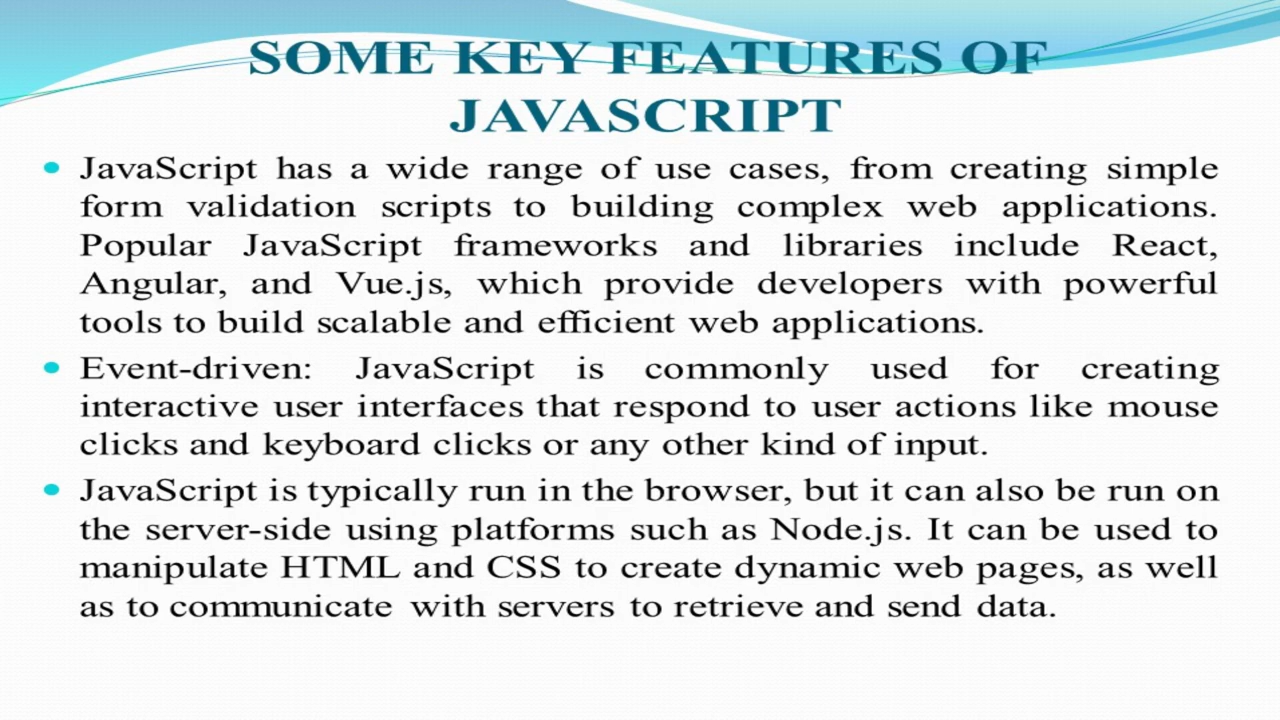 SOME KEY FEATURES OF
JAVASCRIPT
• JavaScript has a wide range of use cases, from creating simple
form validation scripts to building complex web applications.
Popular JavaScript frameworks and libraries include React,
Angular, and Vue.js, which provide developers with powerful
tools to build scalable and efficient web applications.
• Event-driven: JavaScript is commonly used for creating
interactive user interfaces that respond to user actions like mouse
clicks and keyboard clicks or any other kind of input.
• JavaScript is typically run in the browser, but it can also be run on
the server-side using platforms such as Node.js. It can be used to
manipulate HTML and CSS to create dynamic web pages, as well
as to communicate with servers to retrieve and send data.